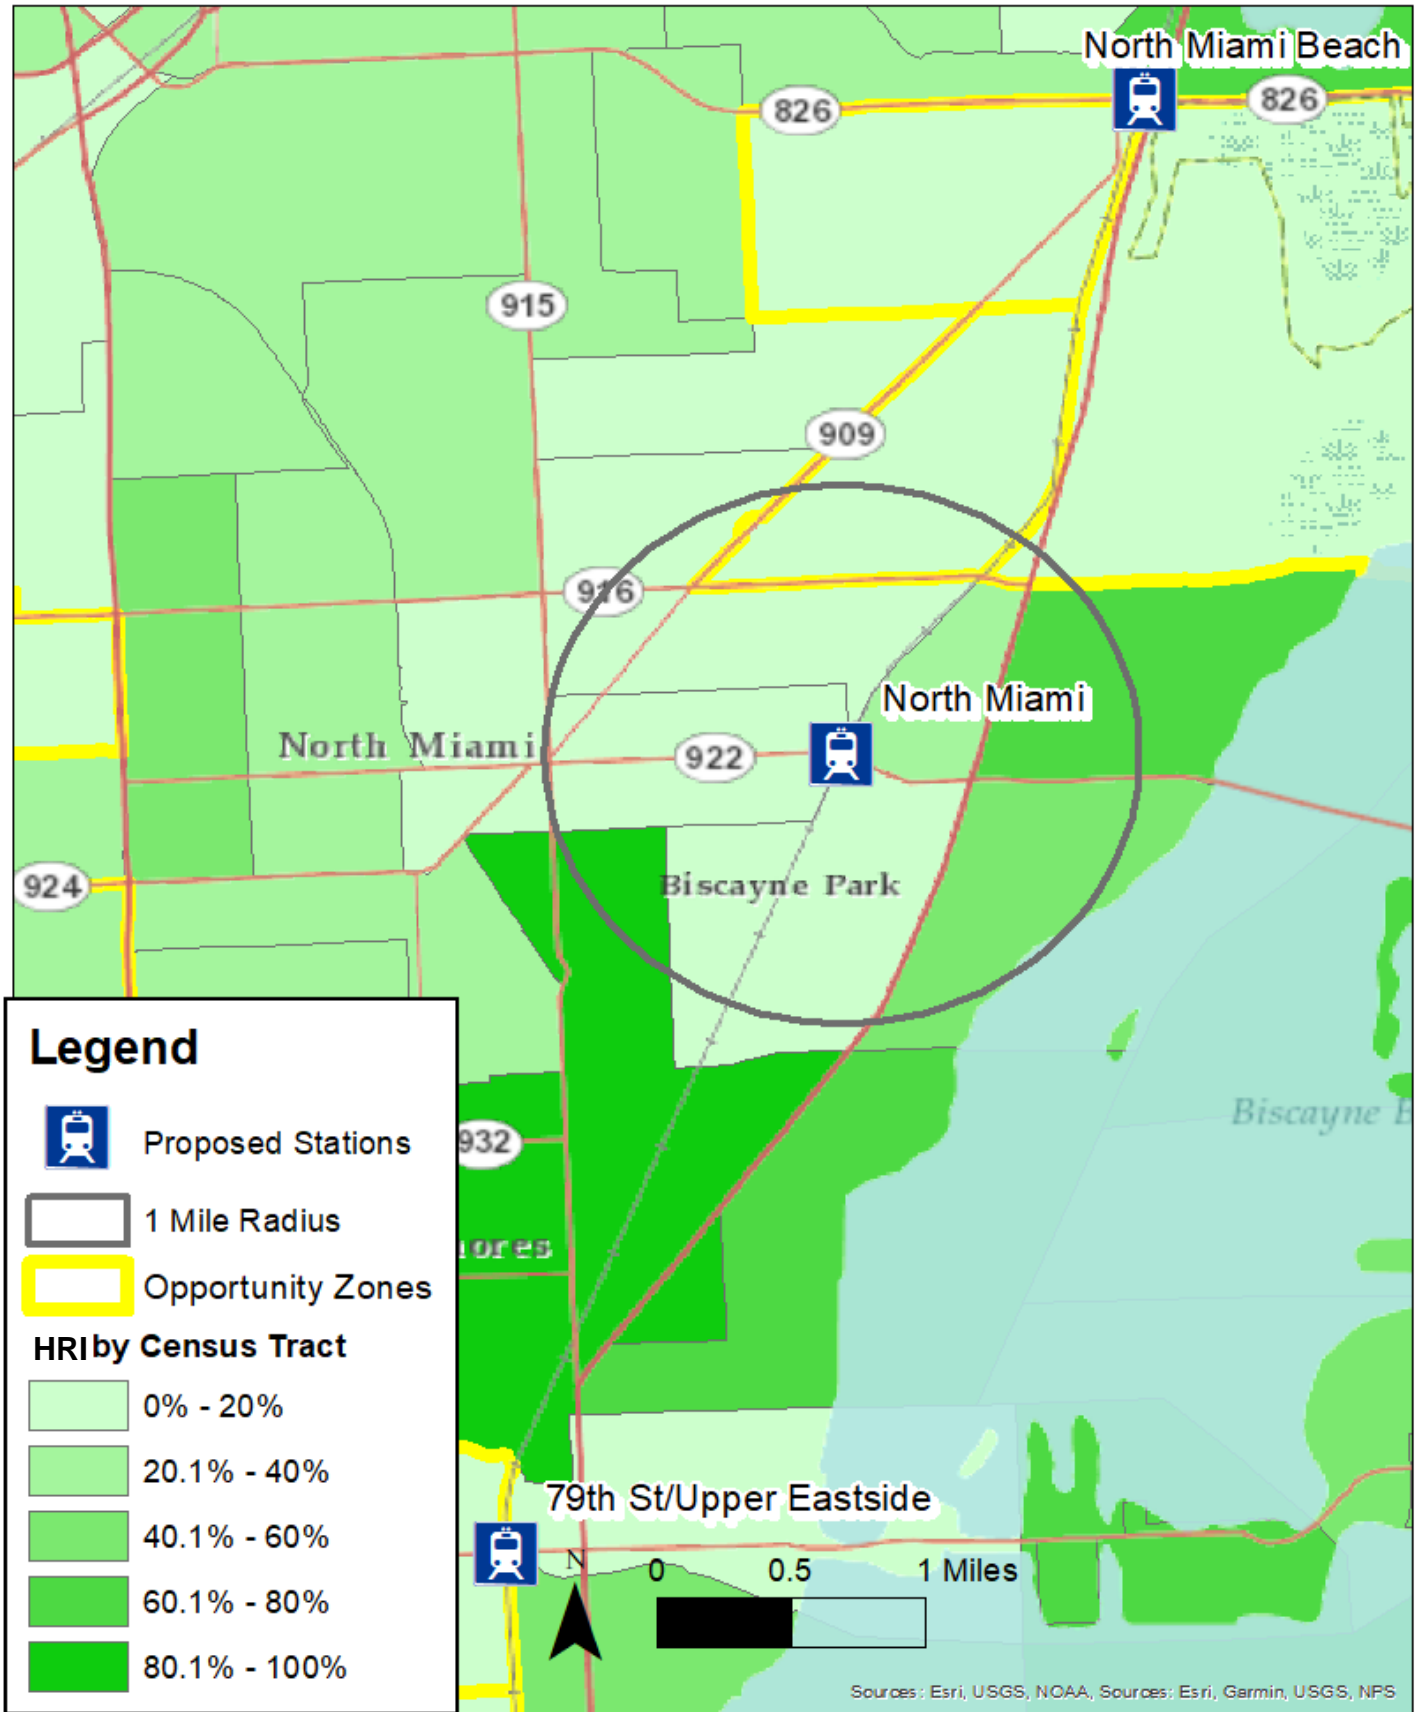 North Miami Beach
826
826
915
909
916
North Miami
North Miami
922
Biscayne Park
924
Legend
Proposed Stations
1 Mile Radius
Opportunity Zones
HRI by Census Tract
0% - 20%
20.1% - 40%
40.1% - 60%
60.1% - 80%
80.1% - 100%
932
ores
Biscayne B
79th St/Upper Eastside
N
0 0.5 1 Miles
Sources: Esri, USGS, NOAA, Sources: Esri, Garmin, USGS, NPS